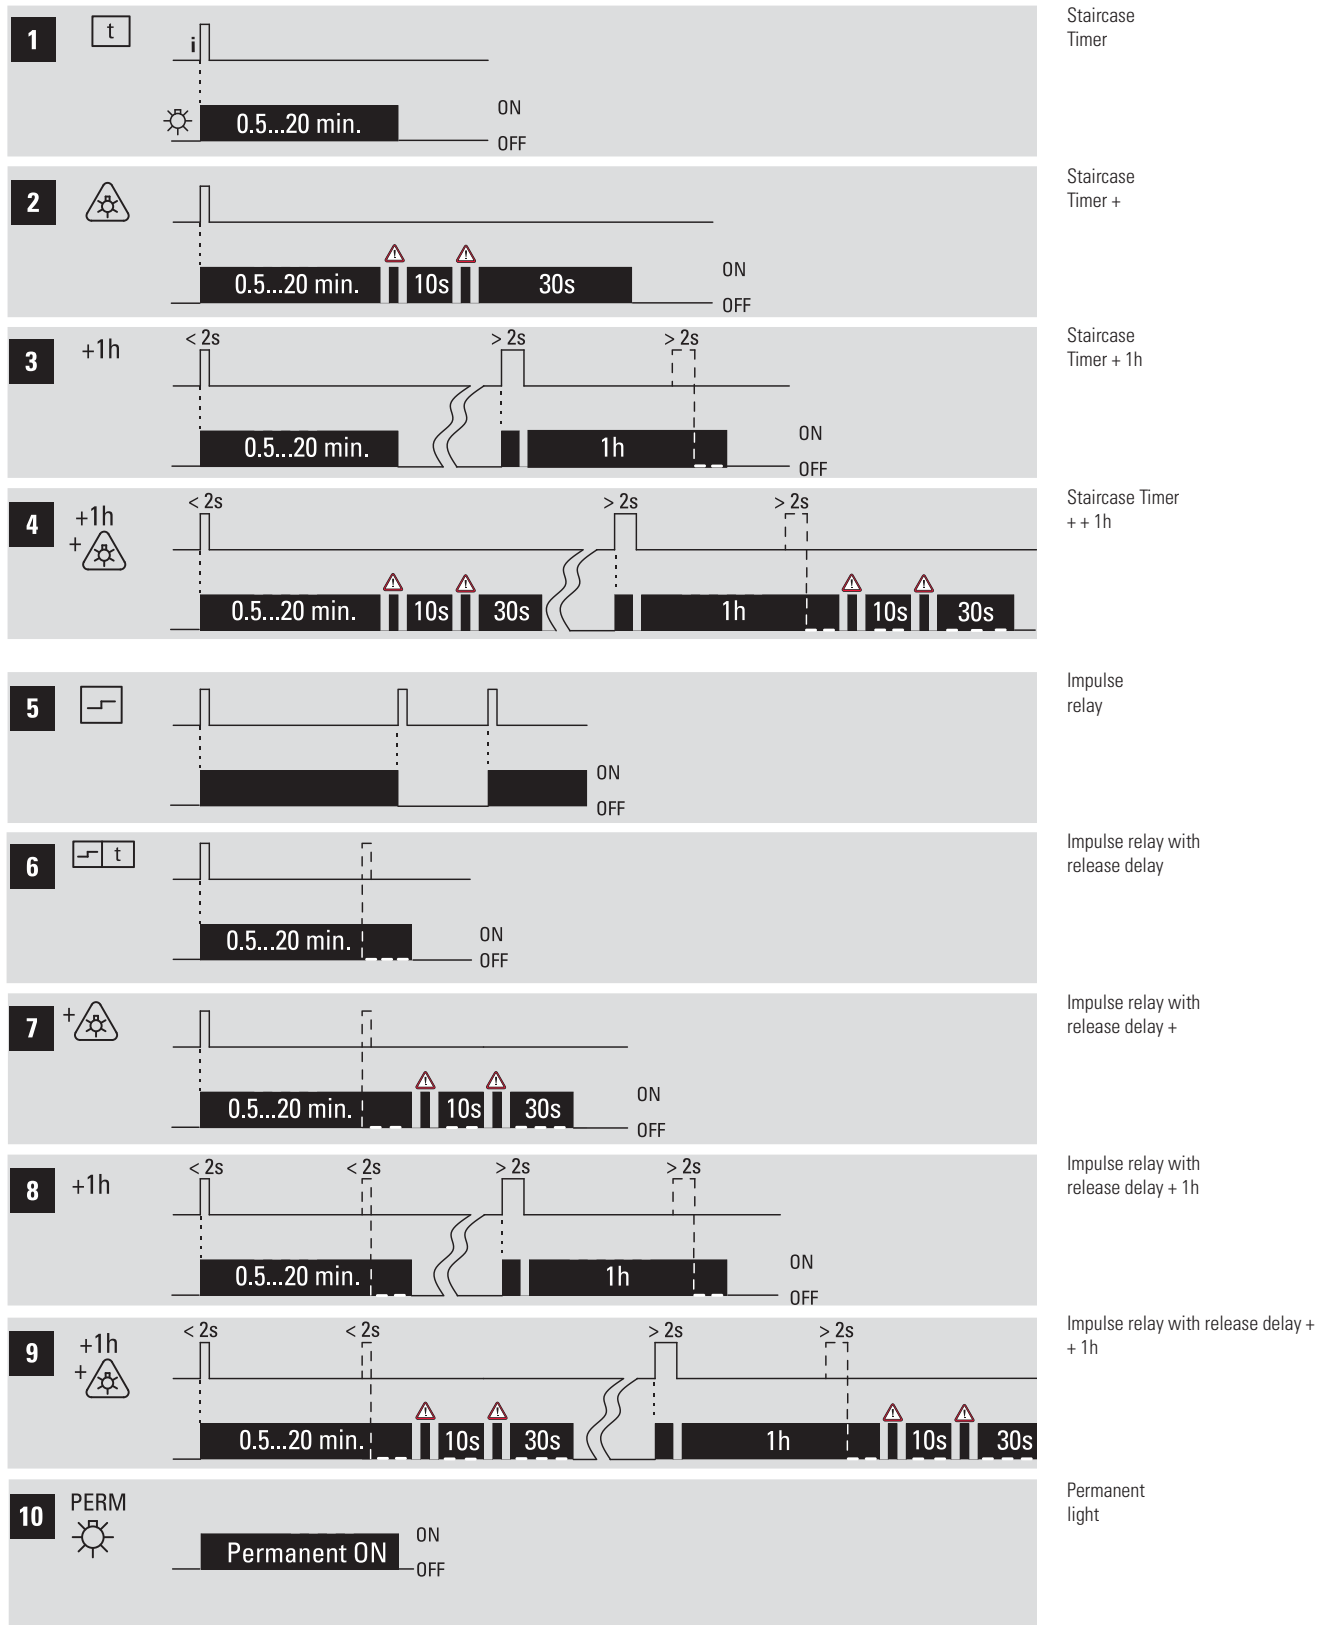 1
t
i
0.5...20 min.
ON
OFF
Staircase
Timer
2
0.5...20 min.
10s
30s
ON
OFF
Staircase
Timer +
3
+1h
< 2s
> 2s
> 2s
0.5...20 min.
1h
ON
OFF
Staircase
Timer + 1h
4
+1h
+
< 2s
> 2s
> 2s
0.5...20 min.
10s
30s
1h
10s
30s
Staircase Timer
+ + 1h
5
ON
OFF
Impulse
relay
6
t
0.5...20 min.
ON
OFF
Impulse relay with
release delay
7
+
0.5...20 min.
10s
30s
ON
OFF
Impulse relay with
release delay +
8
+1h
< 2s
< 2s
> 2s
> 2s
0.5...20 min.
1h
ON
OFF
Impulse relay with
release delay + 1h
9
+1h
+
< 2s
< 2s
> 2s
> 2s
0.5...20 min.
10s
30s
1h
10s
30s
Impulse relay with release delay +
+ 1h
10
PERM
Permanent ON
ON
OFF
Permanent
light